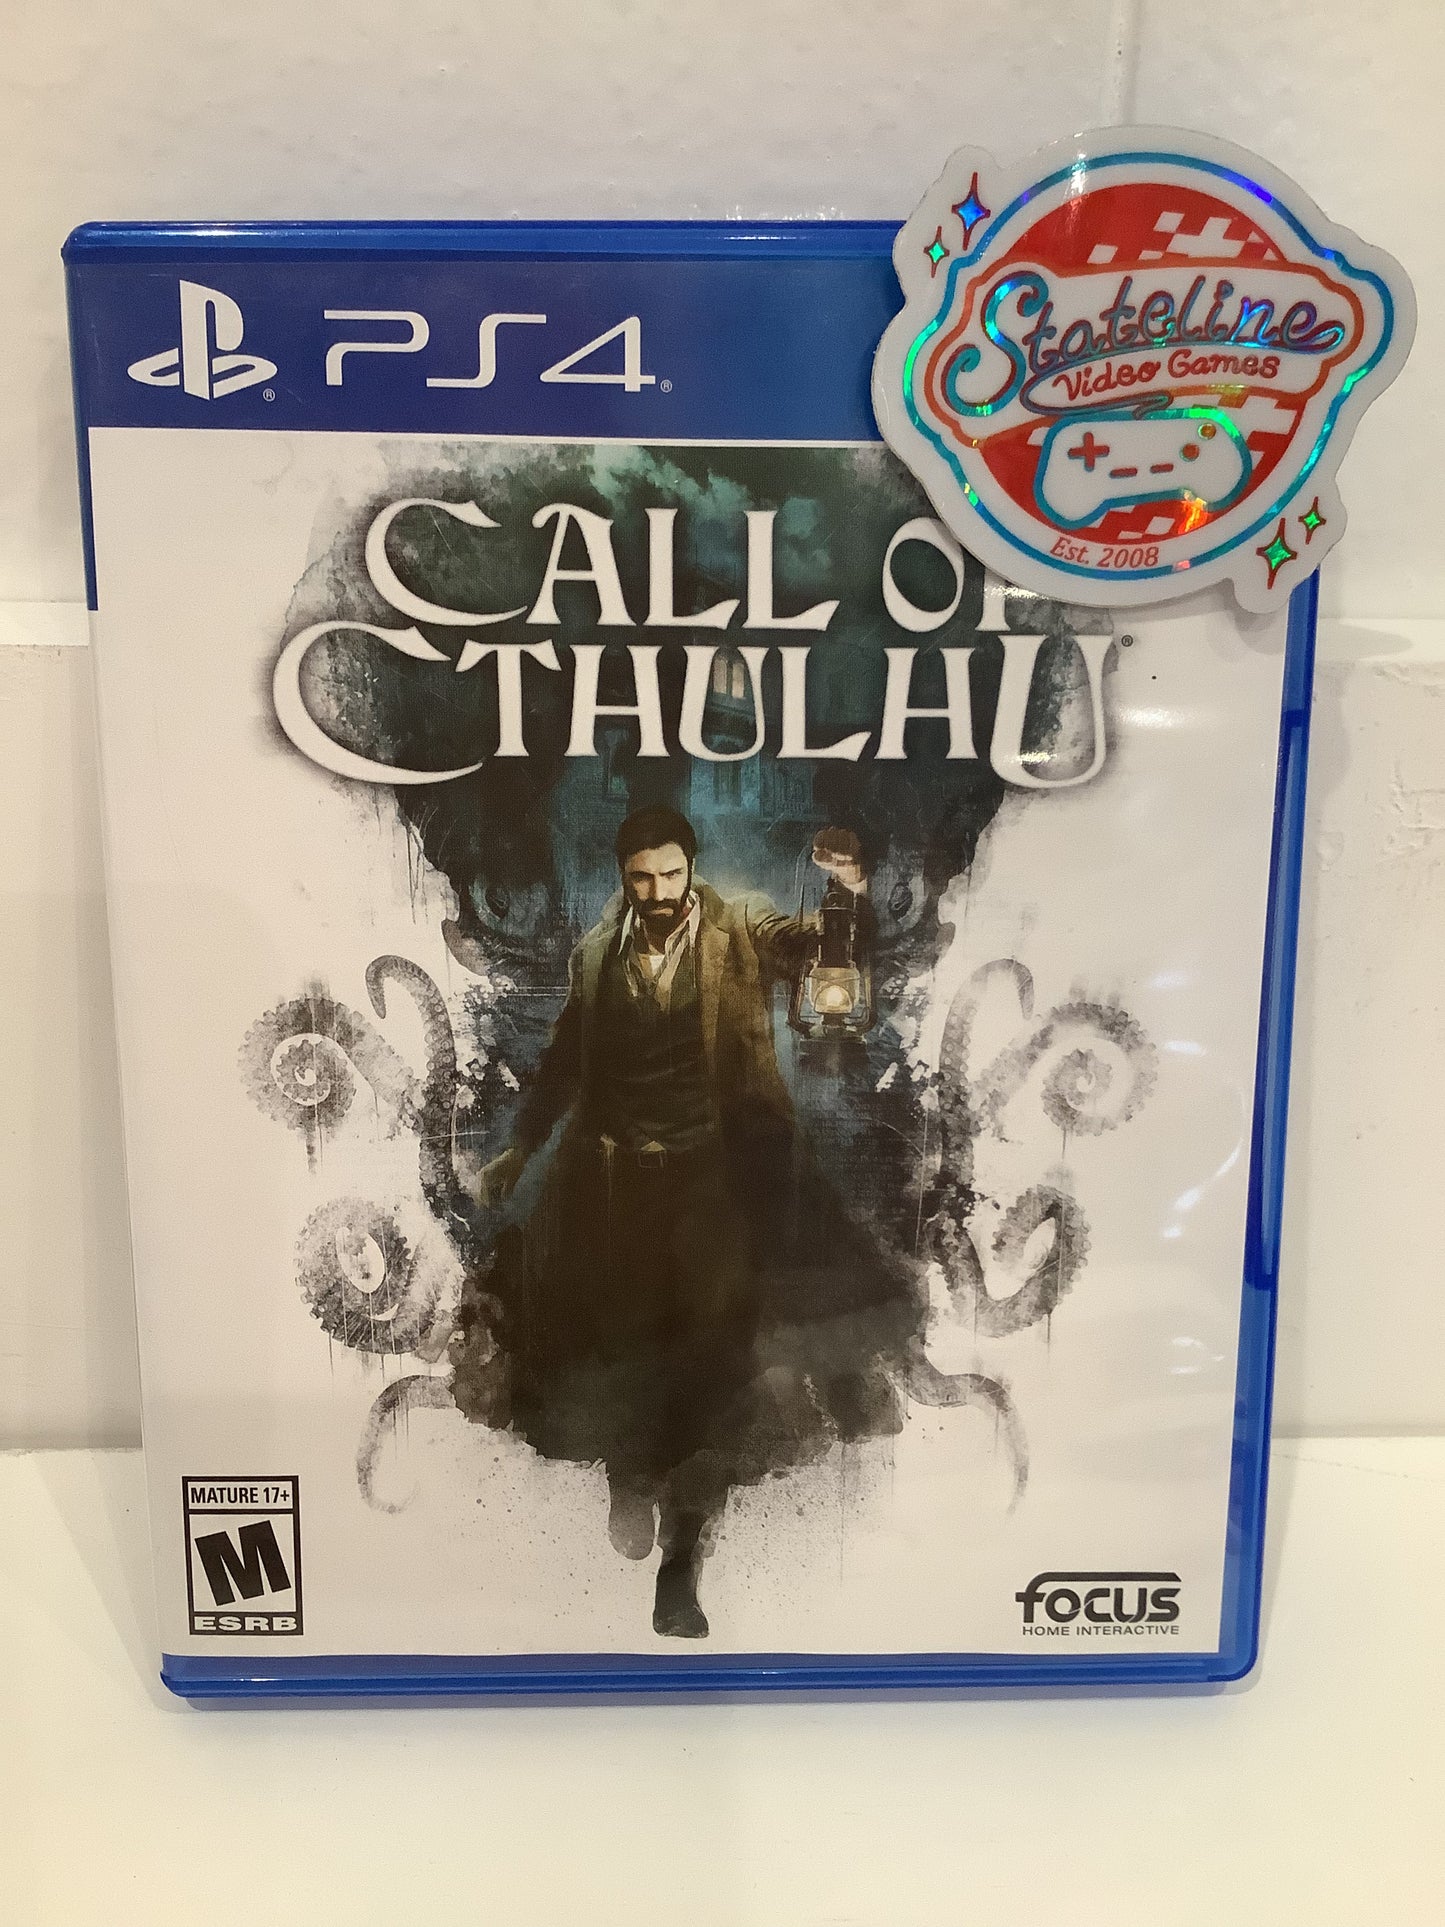 PS4
Stateline
Video Games
Est. 2008
CALL OF
CTHULHU
MATURE 17+
M
ESRB
FOCUS
HOME INTERACTIVE